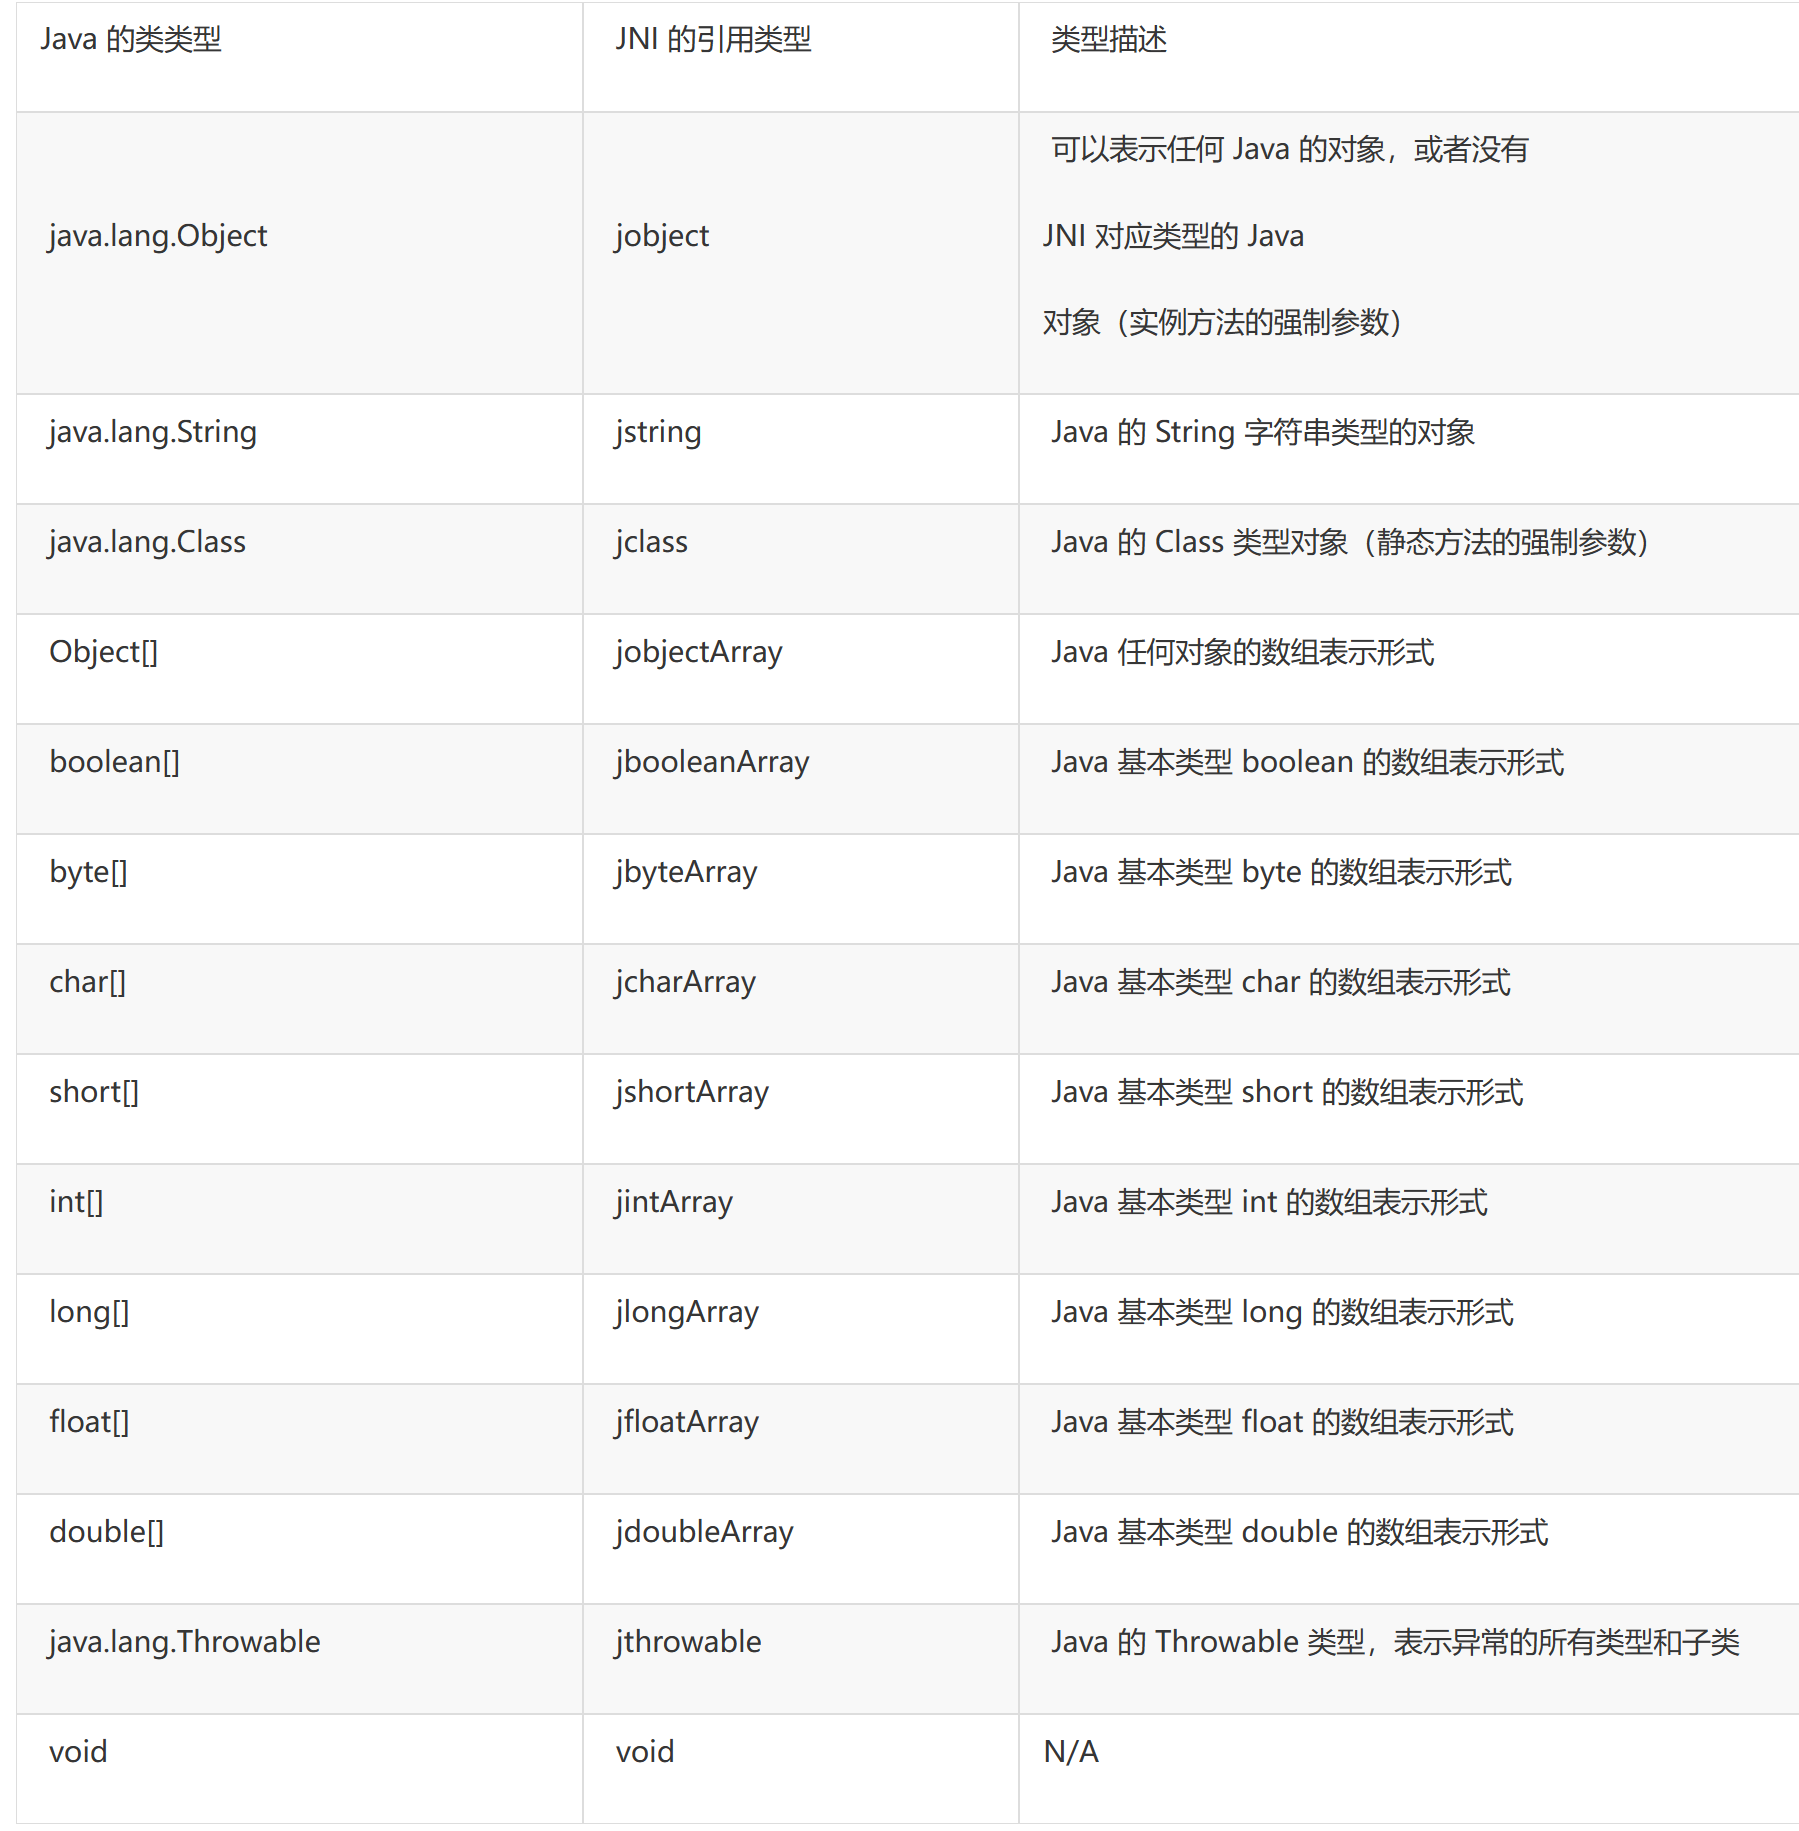 Java 的类类型 JNI 的引用类型 类型描述
java.lang.Object jobject 可以表示任何 Java 的对象，或者没有
JNI 对应类型的 Java
对象（实例方法的强制参数）
java.lang.String jstring Java 的 String 字符串类型的对象
java.lang.Class jclass Java 的 Class 类型对象（静态方法的强制参数）
Object[] jobjectArray Java 任何对象的数组表示形式
boolean[] jbooleanArray Java 基本类型 boolean 的数组表示形式
byte[] jbyteArray Java 基本类型 byte 的数组表示形式
char[] jcharArray Java 基本类型 char 的数组表示形式
short[] jshortArray Java 基本类型 short 的数组表示形式
int[] jintArray Java 基本类型 int 的数组表示形式
long[] jlongArray Java 基本类型 long 的数组表示形式
float[] jfloatArray Java 基本类型 float 的数组表示形式
double[] jdoubleArray Java 基本类型 double 的数组表示形式
java.lang.Throwable jthrowable Java 的 Throwable 类型，表示异常的所有类型和子类
void void N/A